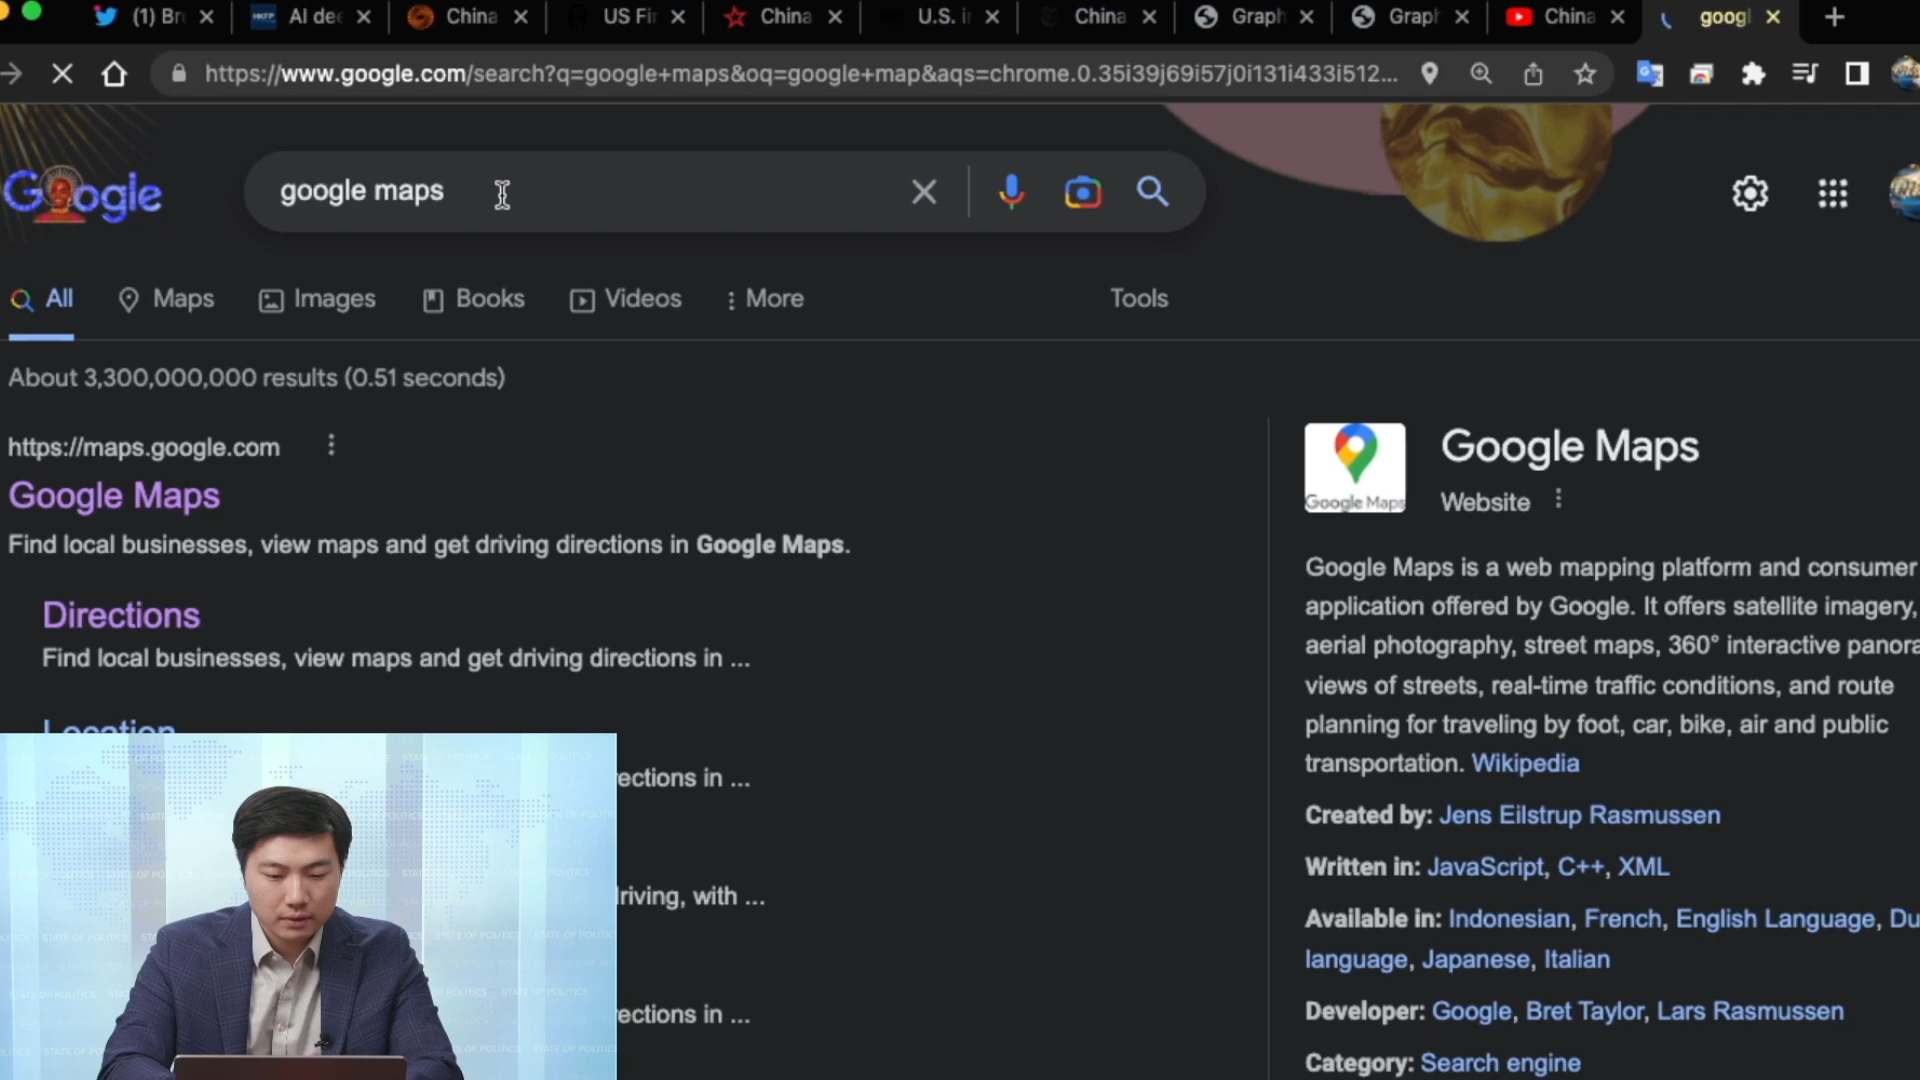 (1) Br
AI dee
China
US Fir
China
U.S. i
China
Graph
Graph
China
googl
https://www.google.com/search?q=google+maps&oq=google+map&aqs=chrome.0.35i39j69i57j0i131i433i512...
Google
google maps
All
Maps
Images
Books
Videos
More
Tools
About 3,300,000,000 results (0.51 seconds)
https://maps.google.com
Google Maps
Find local businesses, view maps and get driving directions in Google Maps.
Directions
Find local businesses, view maps and get driving directions in ...
Location
ections in ...
riving, with ...
ections in ...
Google Maps
Google Maps
Website
Google Maps is a web mapping platform and consumer
application offered by Google. It offers satellite imagery,
aerial photography, street maps, 360° interactive panora
views of streets, real-time traffic conditions, and route
planning for traveling by foot, car, bike, air and public
transportation. Wikipedia
Created by: Jens Eilstrup Rasmussen
Written in: JavaScript, C++, XML
Available in: Indonesian, French, English Language, Du
language, Japanese, Italian
Developer: Google, Bret Taylor, Lars Rasmussen
Category: Search engine
STATE OF POLITICS